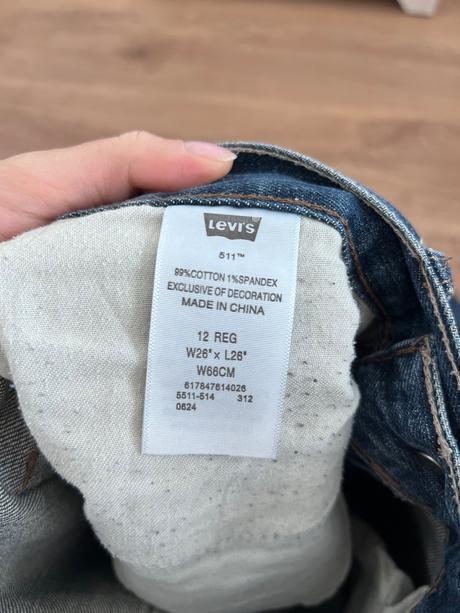 Levi's
511™
99%COTTON 1%SPANDEX
EXCLUSIVE OF DECORATION
MADE IN CHINA
12 REG
W26" x L26"
W66CM
617847614026
5511-514 312
0624